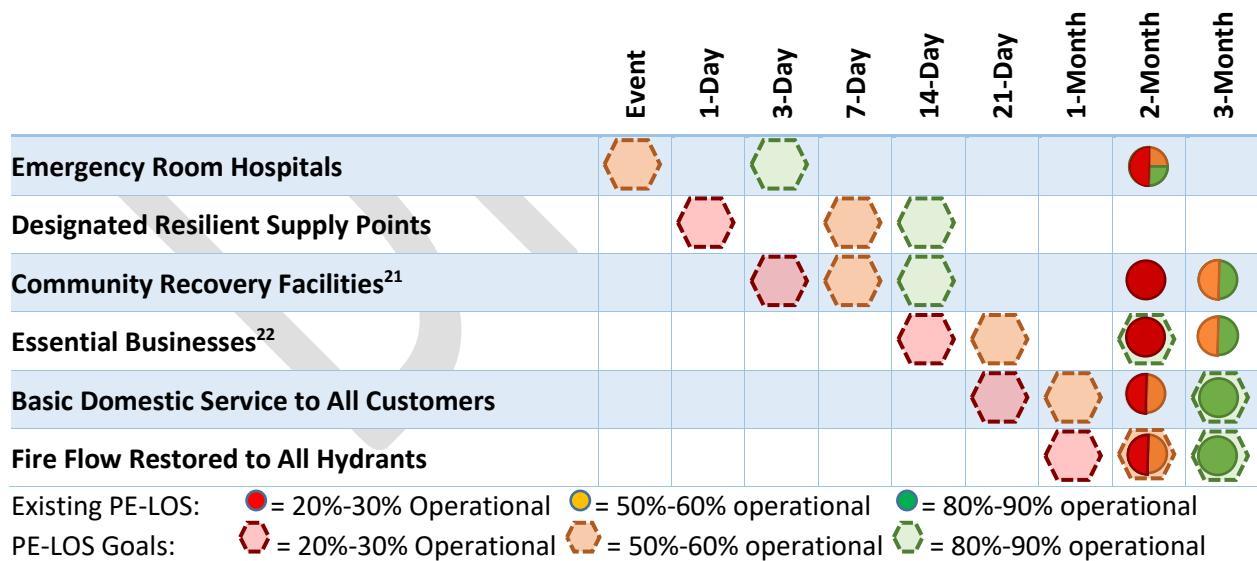 Event 1-Day 3-Day 7-Day 14-Day 21-Day 1-Month 2-Month 3-Month
Emergency Room Hospitals
Designated Resilient Supply Points
Community Recovery Facilities21
Essential Businesses22
Basic Domestic Service to All Customers
Fire Flow Restored to All Hydrants
Existing PE-LOS: = 20%-30% Operational = 50%-60% operational = 80%-90% operational
PE-LOS Goals: = 20%-30% Operational = 50%-60% operational = 80%-90% operational